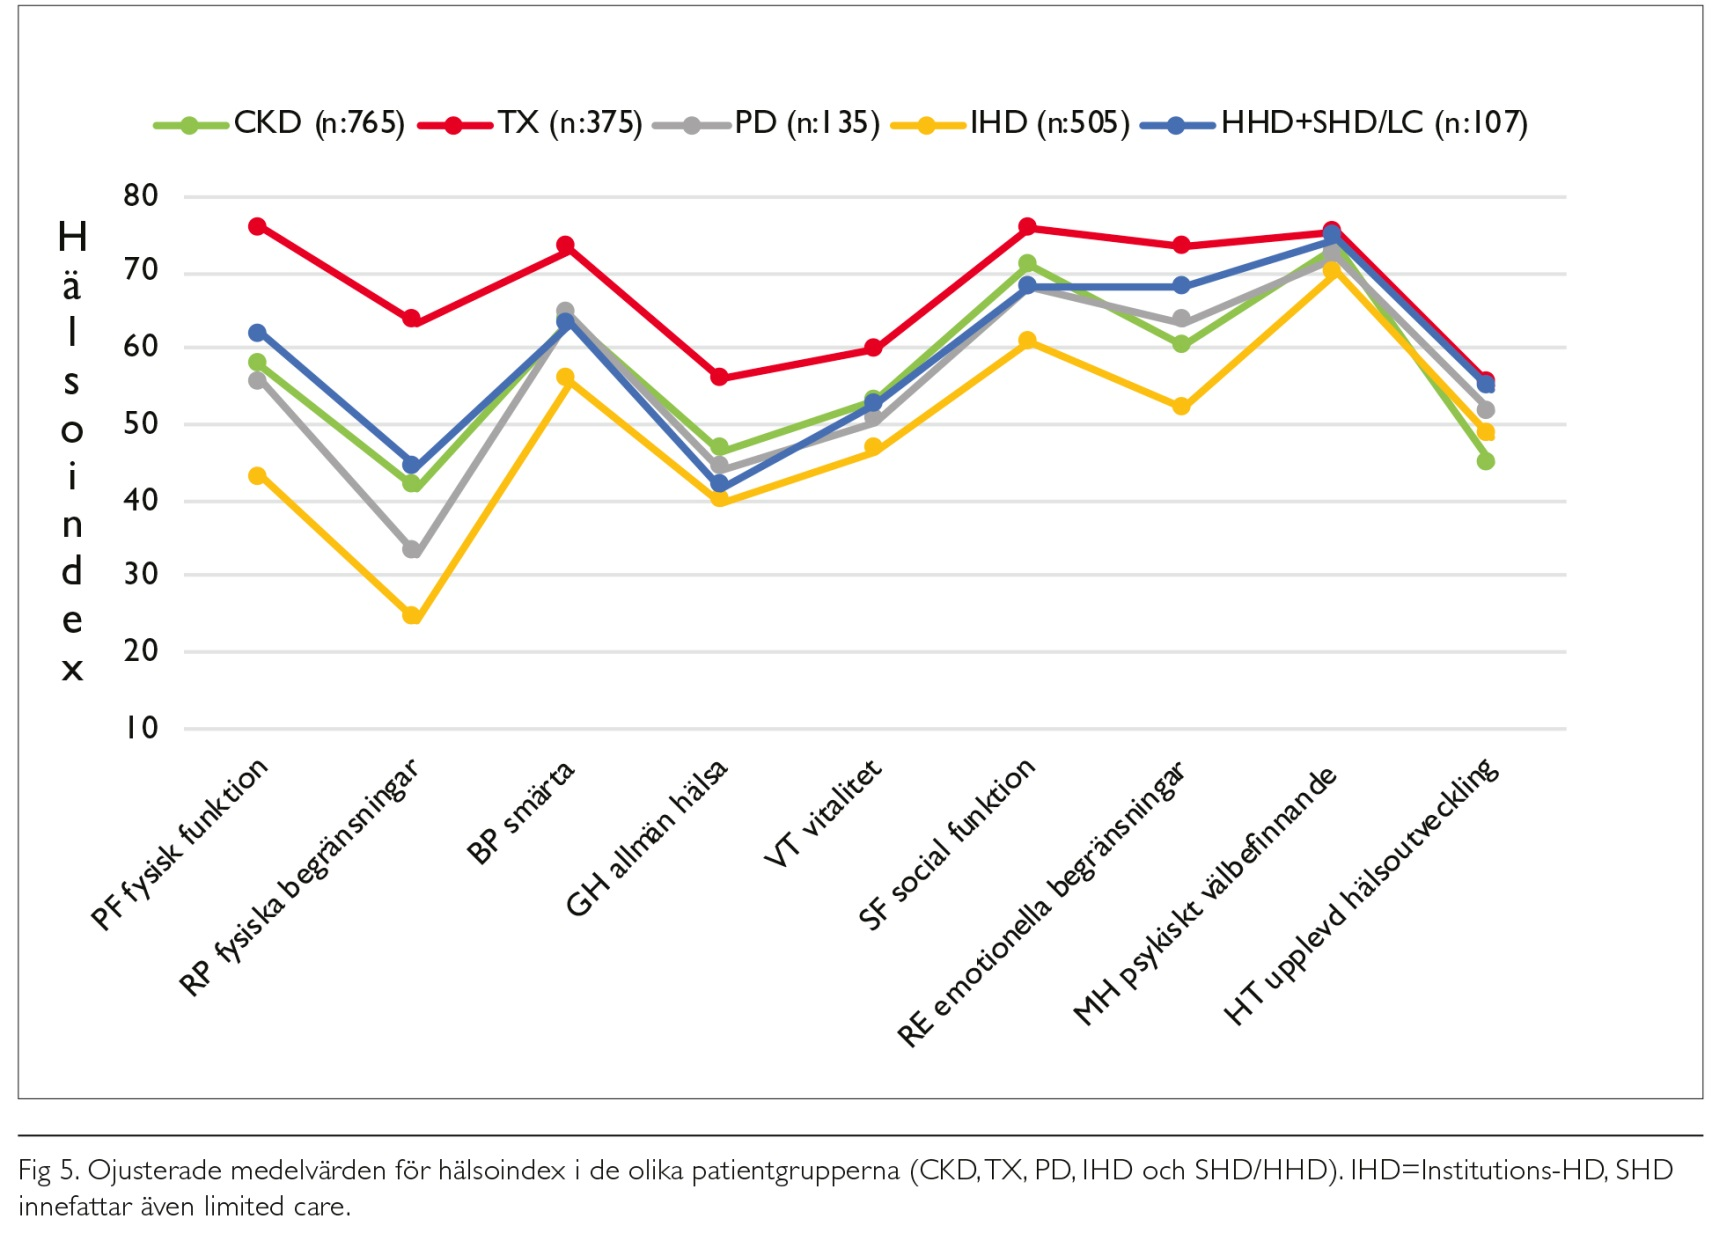 CKD (n:765) TX (n:375) PD (n:135) IHD (n:505) HHD+SHD/LC (n:107)
Hälsoindex
80
70
60
50
40
30
20
10
PF fysisk funktion
RP fysiska begränsningar
BP smärta
GH allmän hälsa
VT vitalitet
SF social funktion
RE emotionella begränsningar
MH psykiskt välbefinnande
HT upplevd hälsoutveckling
Fig 5. Ojusterade medelvärden för hälsoindex i de olika patientgrupperna (CKD, TX, PD, IHD och SHD/HHD). IHD=Institutions-HD, SHD
innefattar även limited care.